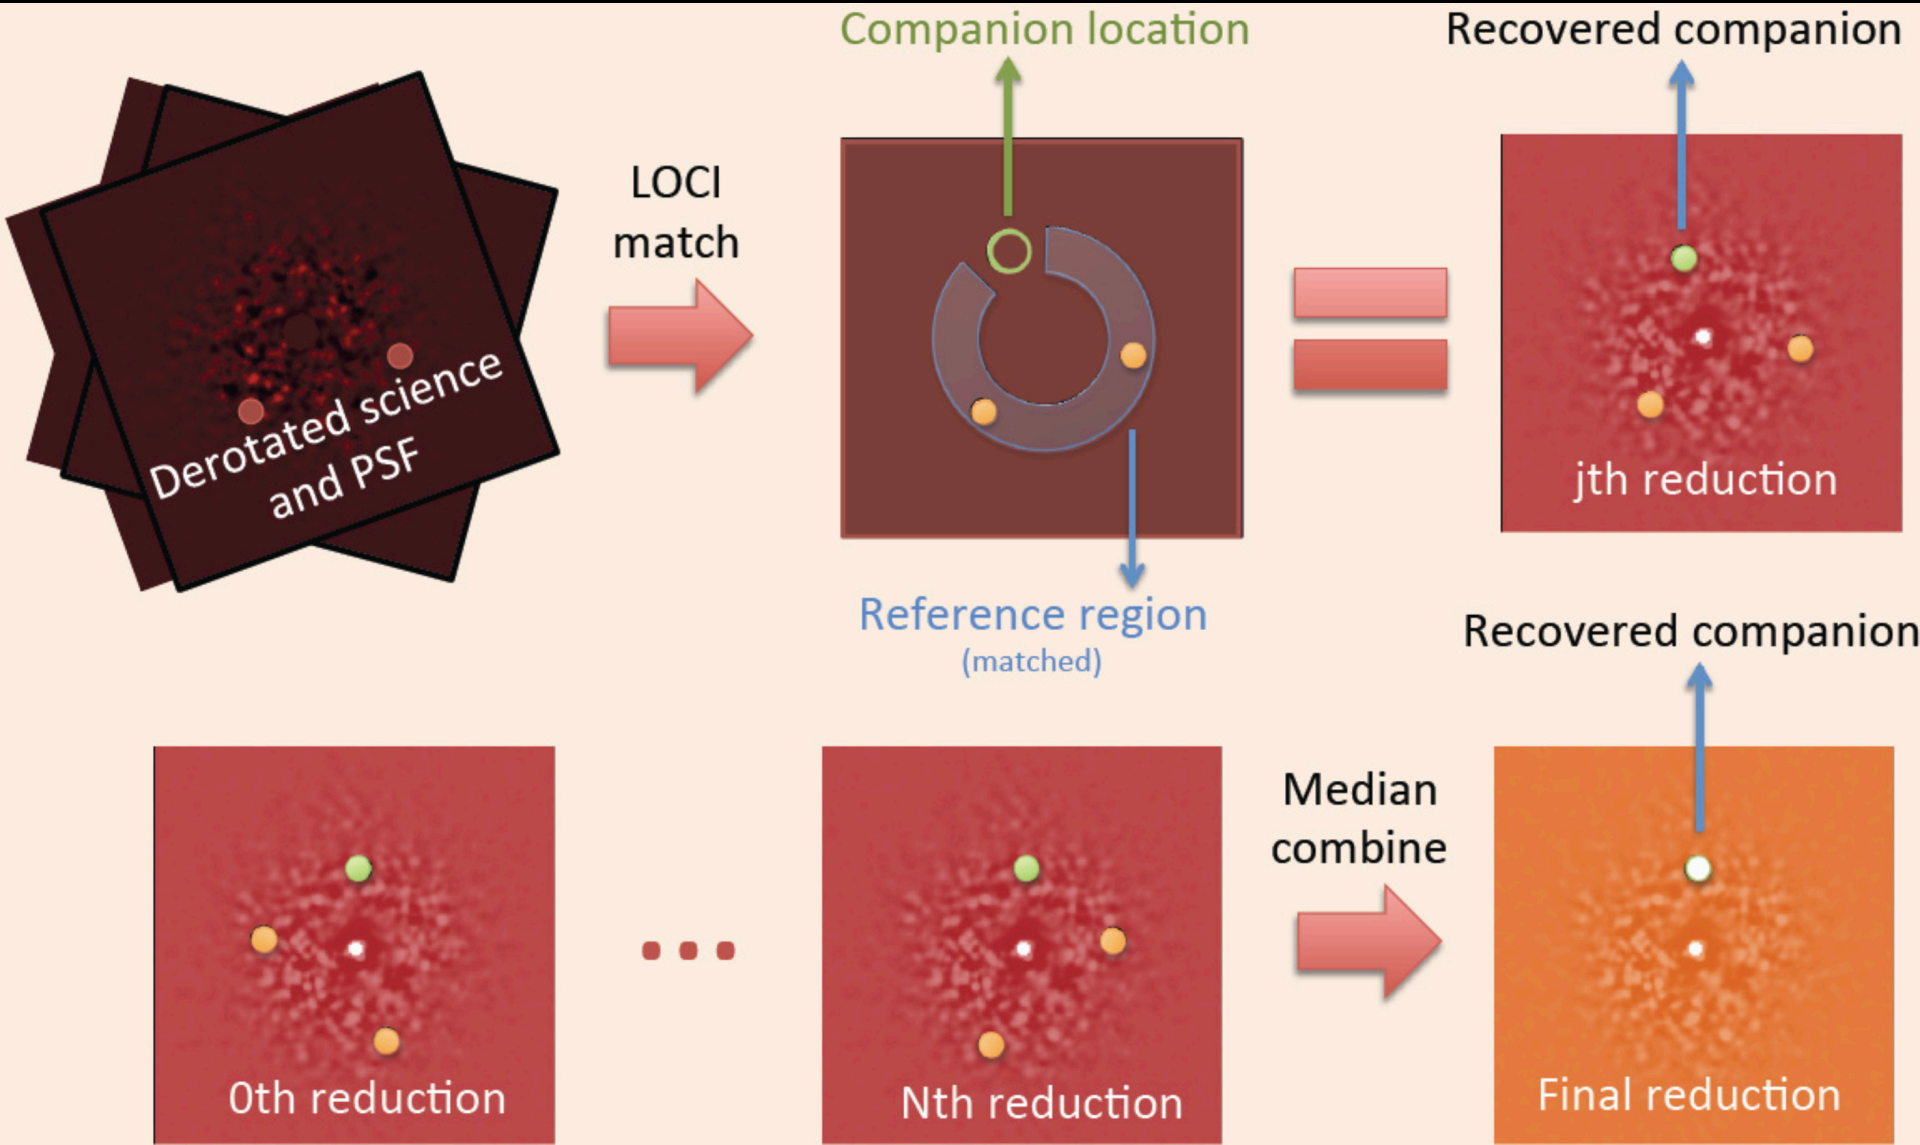 Companion location
Recovered companion
LOCI
match
Derotated science
and PSF
jth reduction
Reference region
(matched)
Recovered companion
Median
combine
0th reduction
Nth reduction
Final reduction